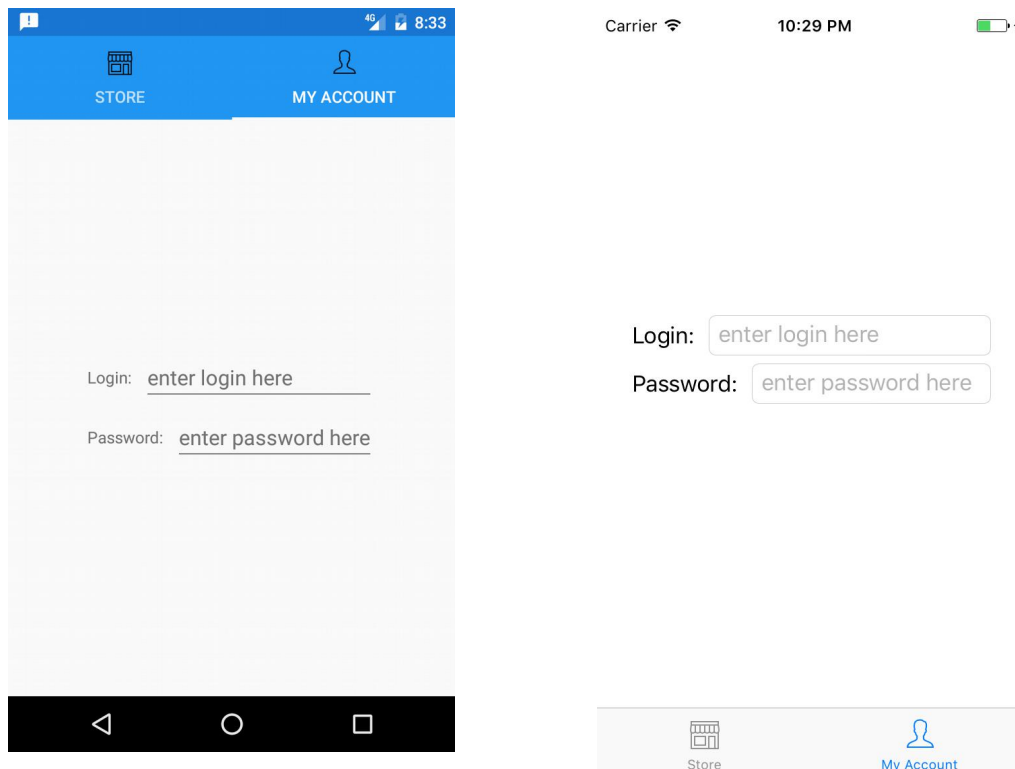 4G 8:33
STORE MY ACCOUNT
Login: enter login here
Password: enter password here
Carrier 10:29 PM
Login: enter login here
Password: enter password here
Store My Account